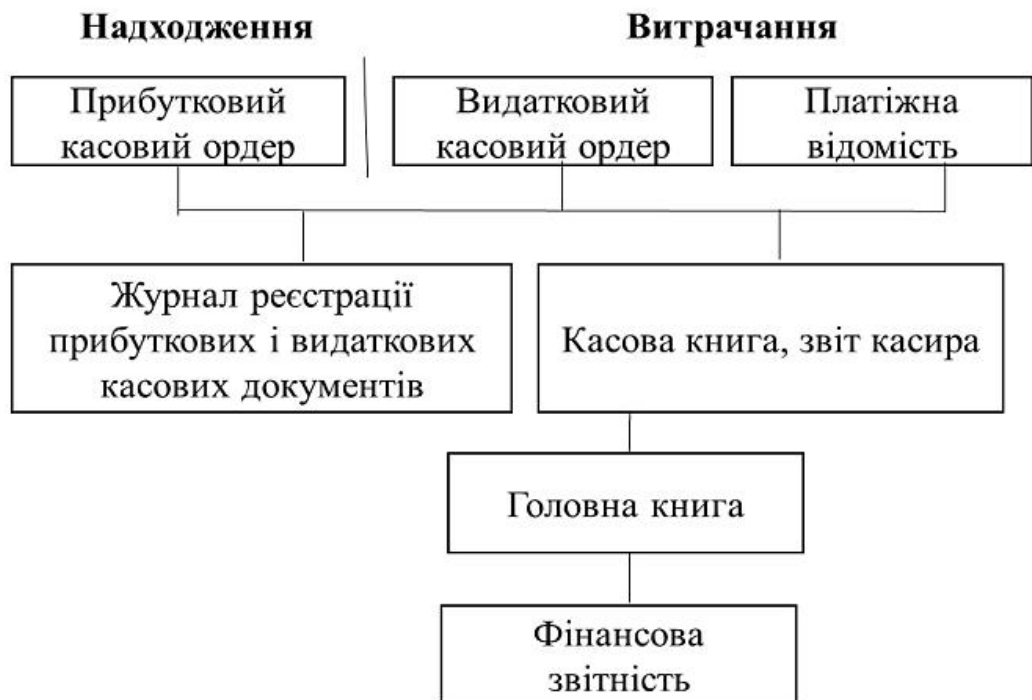 Надходження
Витрачання
Прибутковий
касовий ордер
Видатковий
касовий ордер
Платіжна
відомість
Журнал реєстрації
прибуткових і видаткових
касових документів
Касова книга, звіт касира
Головна книга
Фінансова
звітність